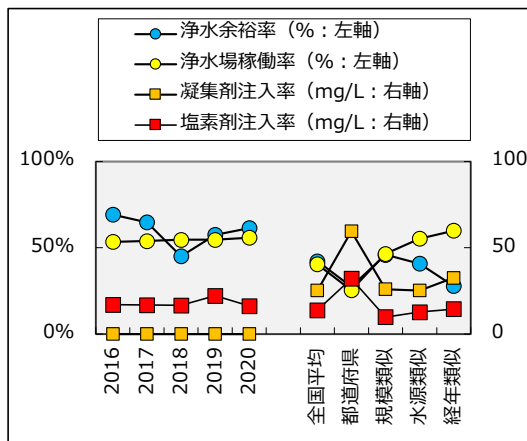 浄水余裕率（%：左軸）
浄水場稼働率（%：左軸）
凝集剤注入率（mg/L：右軸）
塩素剤注入率（mg/L：右軸）
100%
50%
0%
100
50
0
2016
2017
2018
2019
2020
全国平均
都道府県
規模類似
水源類似
経年類似